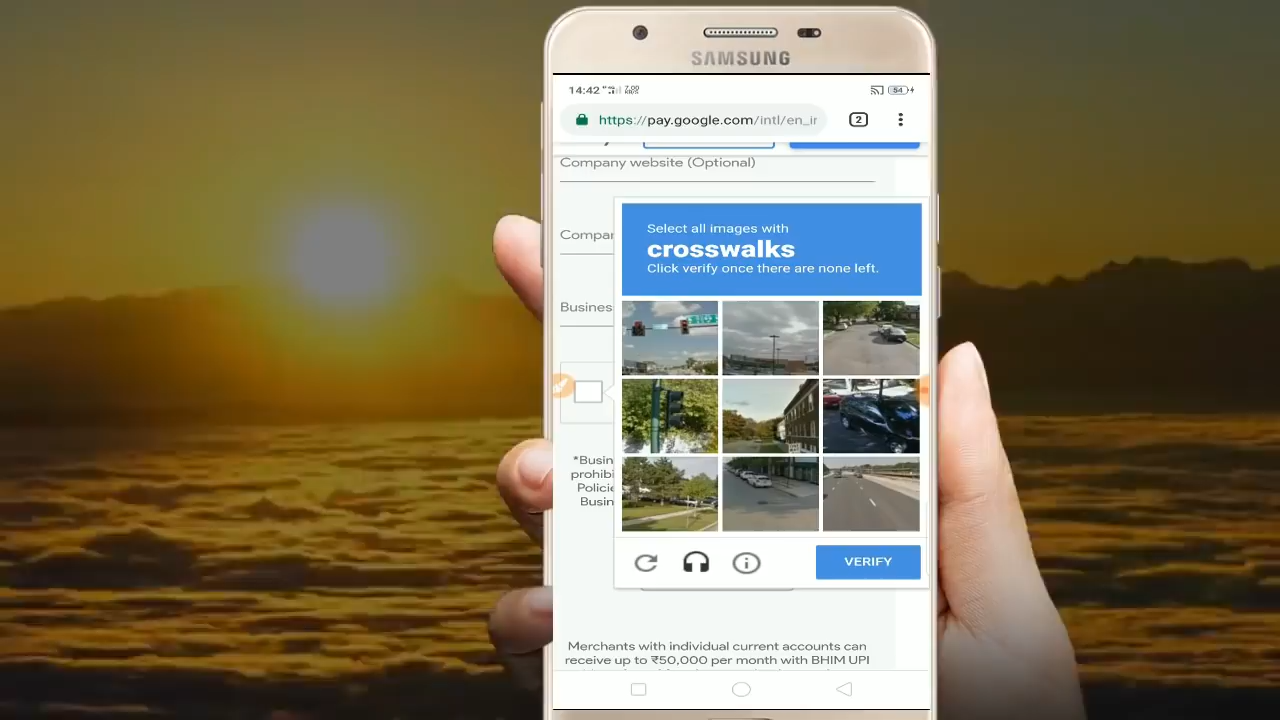 SAMSUNG
14:42
54
https://pay.google.com/intl/en_ir
2
Company website (Optional)
Compar
Busines
Select all images with
crosswalks
Click verify once there are none left.
*Busin
prohibi
Policie
Busin
VERIFY
Merchants with individual current accounts can
receive up to ₹50,000 per month with BHIM UPI